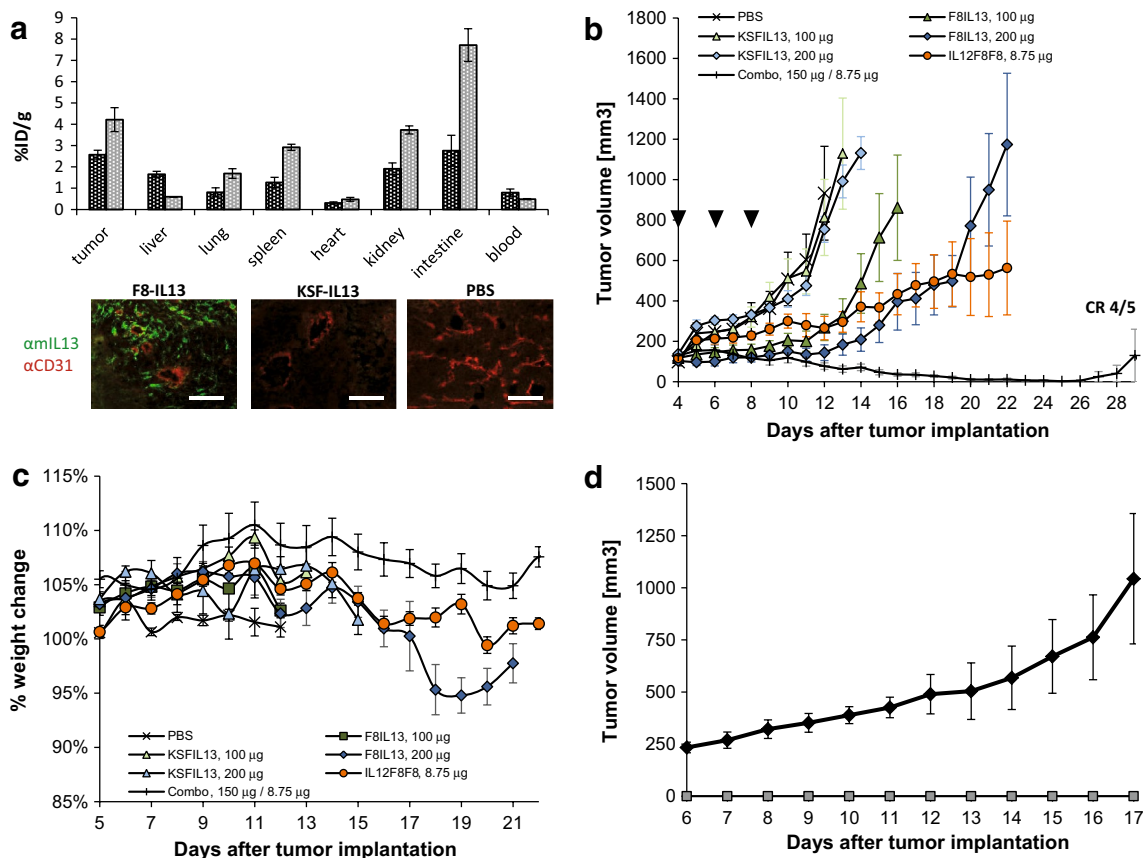 a
9
8
7
6
5
4
3
2
1
0
%ID/g
tumor
liver
lung
spleen
heart
kidney
intestine
blood
F8-IL13
KSF-IL13
PBS
αmIL13
αCD31
b
PBS
F8IL13, 100 µg
KSFIL13, 100 µg
F8IL13, 200 µg
KSFIL13, 200 µg
IL12F8F8, 8.75 µg
Combo, 150 µg / 8.75 µg
1800
1600
1400
1200
1000
800
600
400
200
0
Tumor volume [mm3]
CR 4/5
4 6 8 10 12 14 16 18 20 22 24 26 28
Days after tumor implantation
c
115%
110%
105%
100%
95%
90%
85%
% weight change
PBS
F8IL13, 100 µg
KSFIL13, 100 µg
F8IL13, 200 µg
KSFIL13, 200 µg
IL12F8F8, 8.75 µg
Combo, 150 µg / 8.75 µg
5 7 9 11 13 15 17 19 21
Days after tumor implantation
d
1500
1250
1000
750
500
250
0
Tumor volume [mm3]
6 7 8 9 10 11 12 13 14 15 16 17
Days after tumor implantation